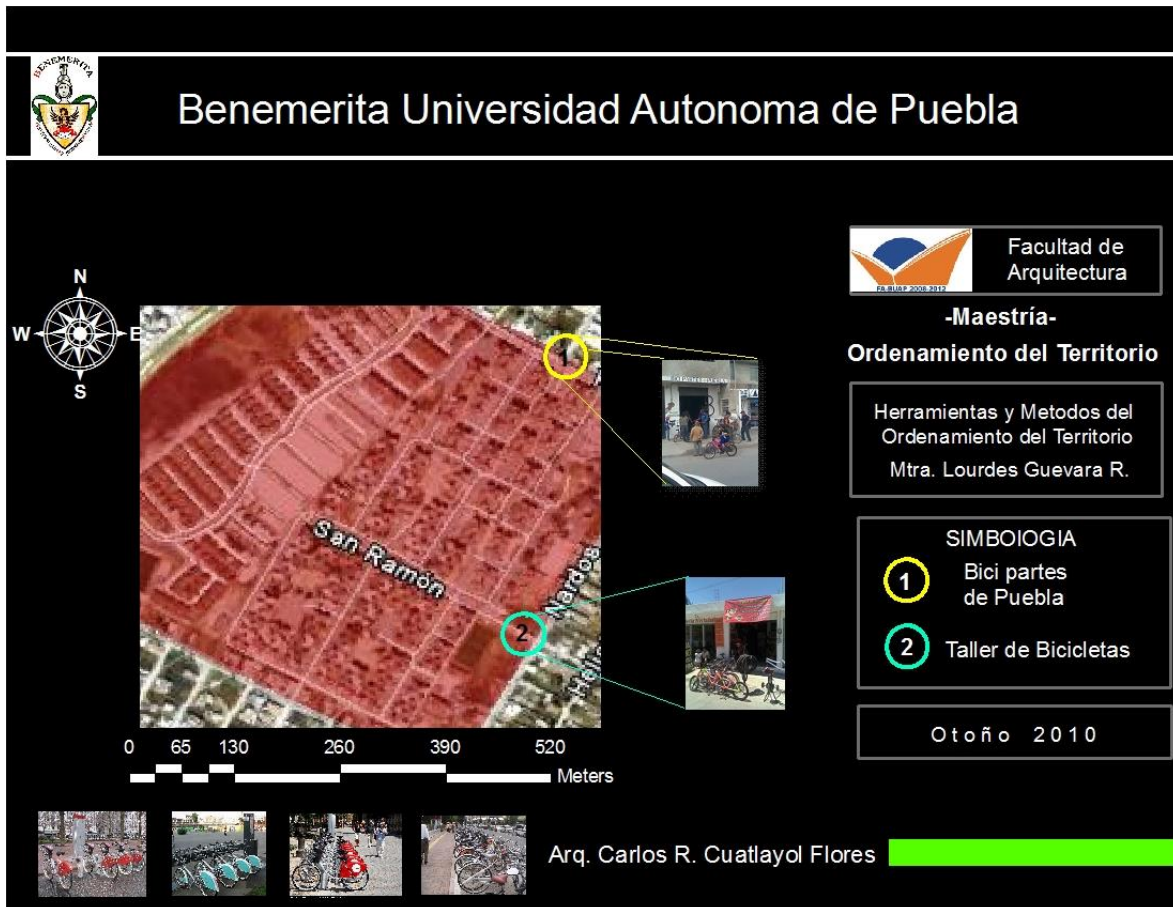 BENEMERITA
Benemerita Universidad Autonoma de Puebla
FA-BUAP 2008-2012
Facultad de
Arquitectura
-Maestría-
Ordenamiento del Territorio
Herramientas y Metodos del
Ordenamiento del Territorio
Mtra. Lourdes Guevara R.
SIMBOlOGIA
1
Bici partes
de Puebla
2
Taller de Bicicletas
Otoño 2010
N
W
E
S
1
San Ramón
Nardos
2
0 65 130 260 390 520
Meters
Arq. Carlos R. Cuatlayol Flores